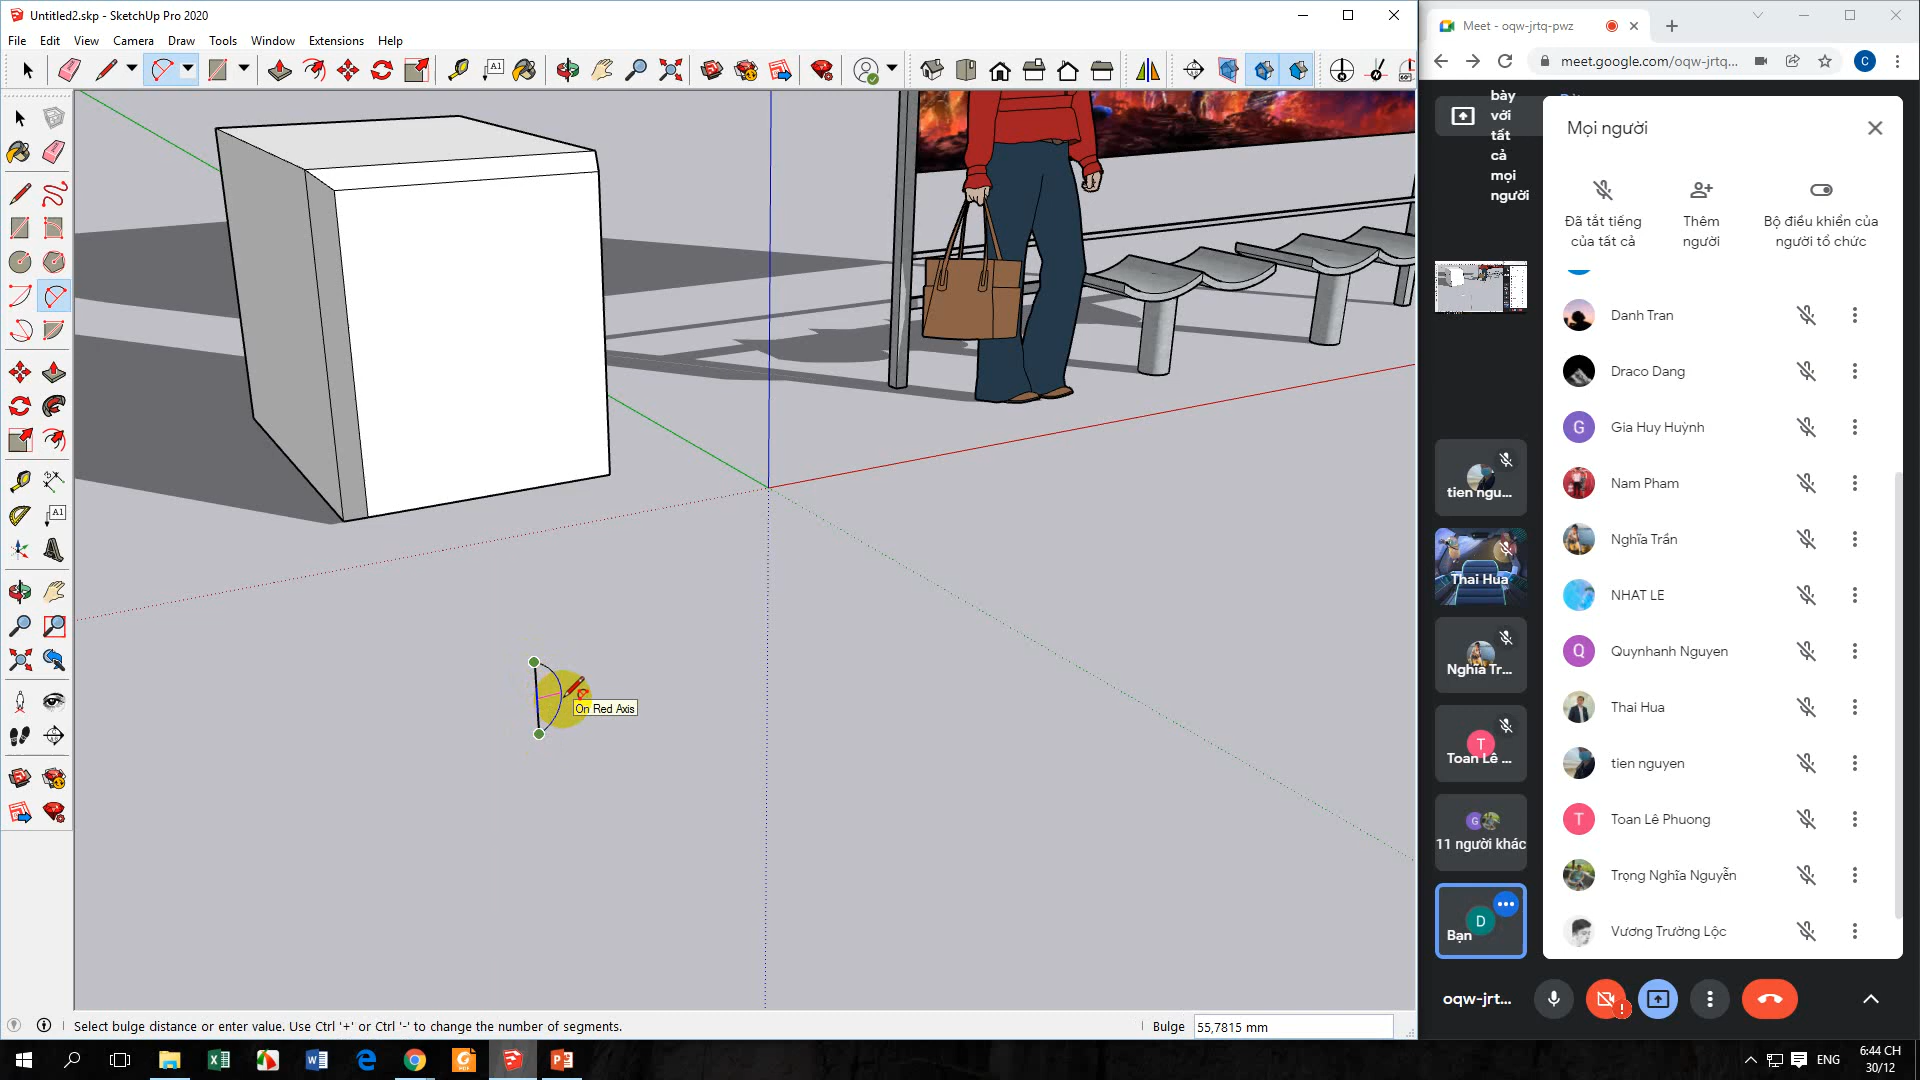 Untitled2.skp - SketchUp Pro 2020
File Edit View Camera Draw Tools Window Extensions Help
A1
A1
On Red Axis
Select bulge distance or enter value. Use Ctrl '+' or Ctrl '-' to change the number of segments.
Bulge 55,7815 mm
Meet - oqw-jrtq-pwz
meet.google.com/oqw-jrtq...
C
bày
với
tất
cả
mọi
người
tien ngu...
Thai Hua
Nghĩa Tr...
T
Toan Lê ...
G
11 người khác
D
Bạn
Mọi người
Đã tắt tiếng
của tất cả
Thêm
người
Bộ điều khiển của
người tổ chức
Danh Tran
Draco Dang
G Gia Huy Huỳnh
Nam Pham
Nghĩa Trần
NHAT LE
Q Quynhanh Nguyen
Thai Hua
tien nguyen
T Toan Lê Phuong
Trọng Nghĩa Nguyễn
Vương Trường Lộc
oqw-jrt...
ENG
6:44 CH
30/12